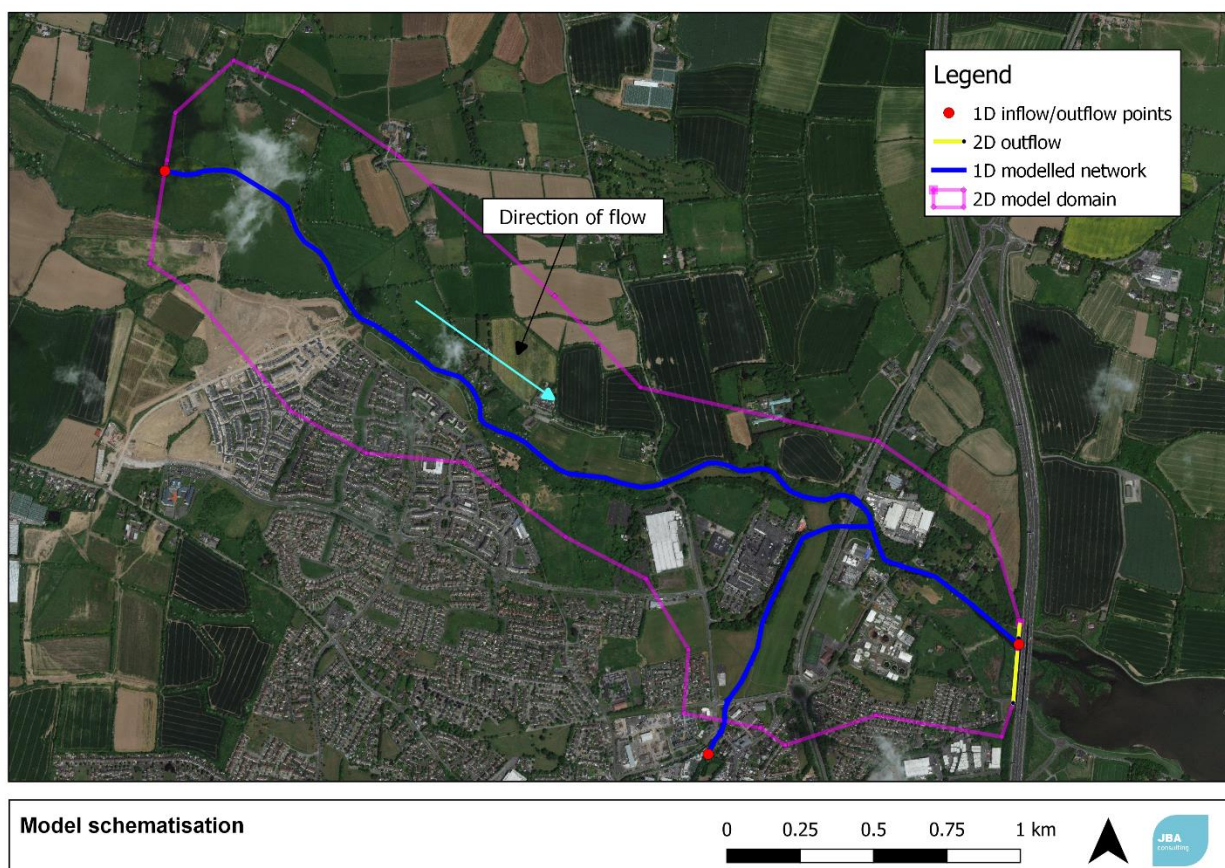 Legend
1D inflow/outflow points
2D outflow
1D modelled network
2D model domain
Direction of flow
Model schematisation
0 0.25 0.5 0.75 1 km
JBA
consulting